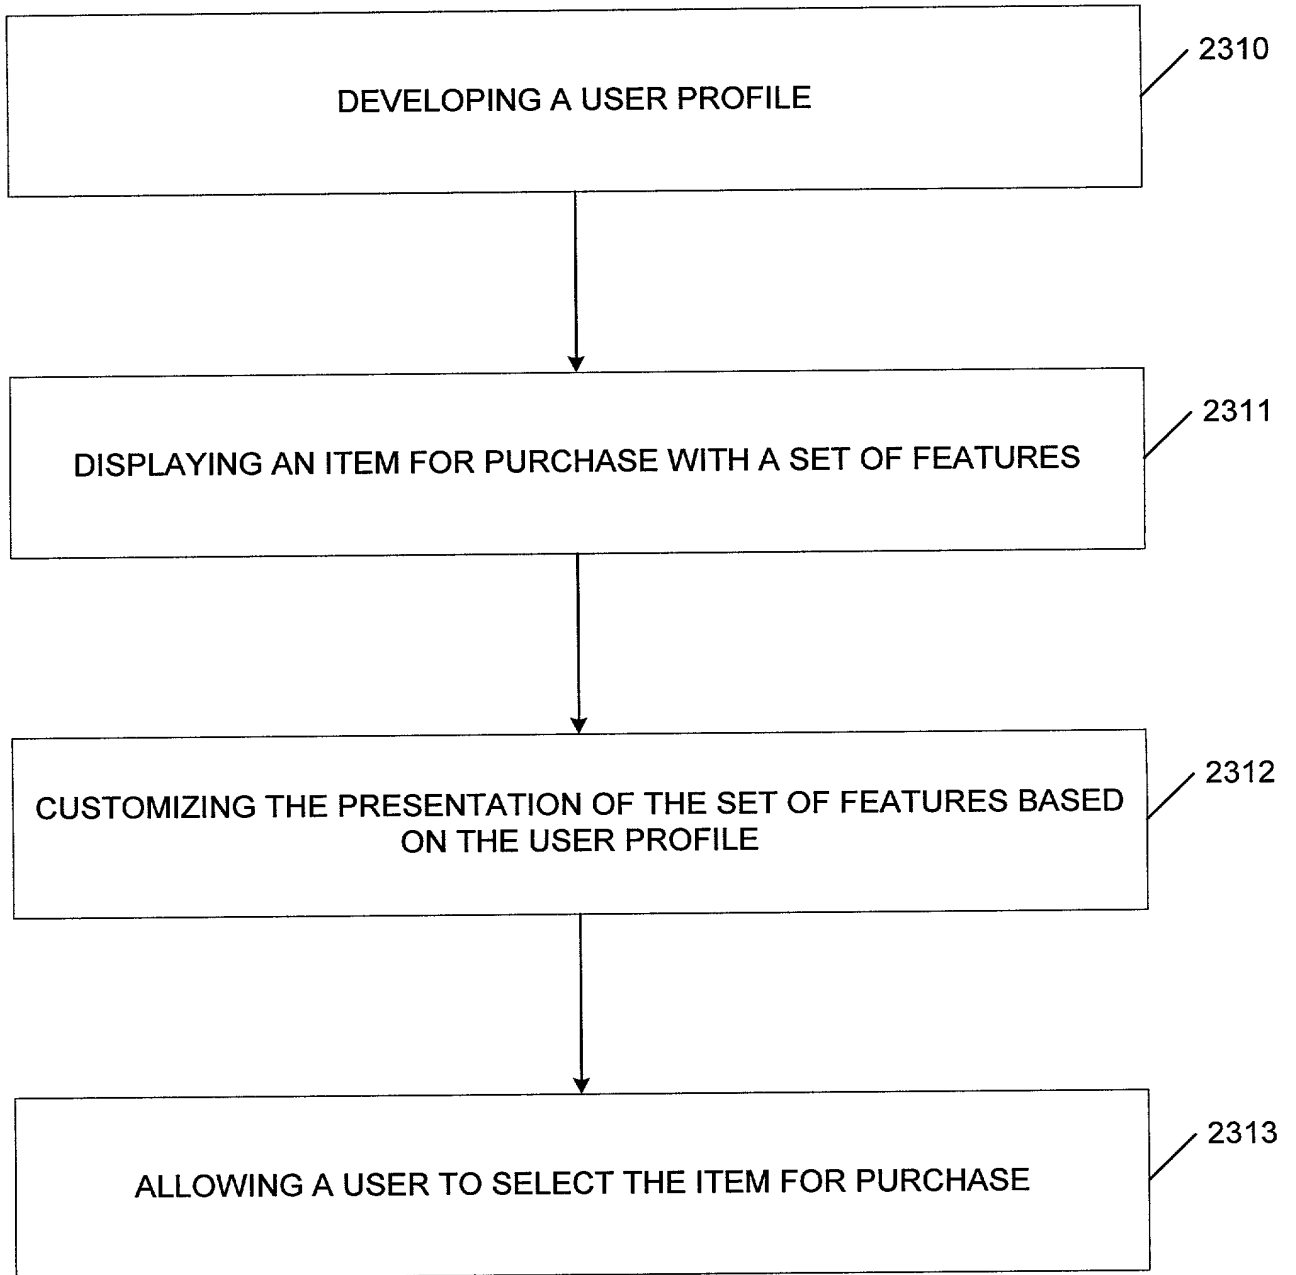 DEVELOPING A USER PROFILE
2310
DISPLAYING AN ITEM FOR PURCHASE WITH A SET OF FEATURES
2311
CUSTOMIZING THE PRESENTATION OF THE SET OF FEATURES BASED
ON THE USER PROFILE
2312
ALLOWING A USER TO SELECT THE ITEM FOR PURCHASE
2313